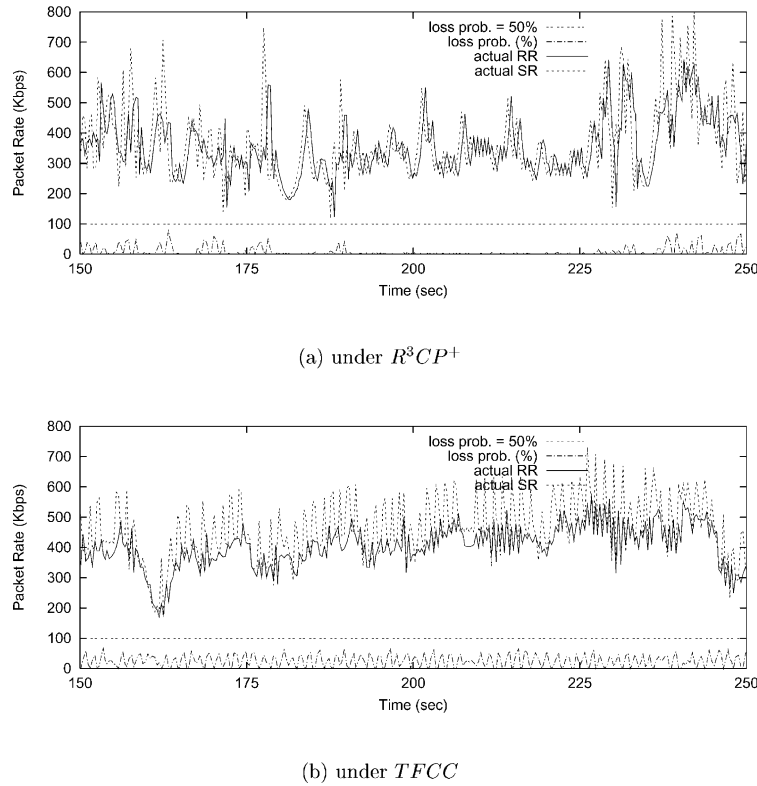 800
700
600
500
400
300
200
100
0
Packet Rate (Kbps)
loss prob. = 50%
loss prob. (%)
actual RR
actual SR
150
175
200
225
250
Time (sec)
(a) under R³CP⁺
800
700
600
500
400
300
200
100
0
Packet Rate (Kbps)
loss prob. = 50%
loss prob. (%)
actual RR
actual SR
150
175
200
225
250
Time (sec)
(b) under TFCC